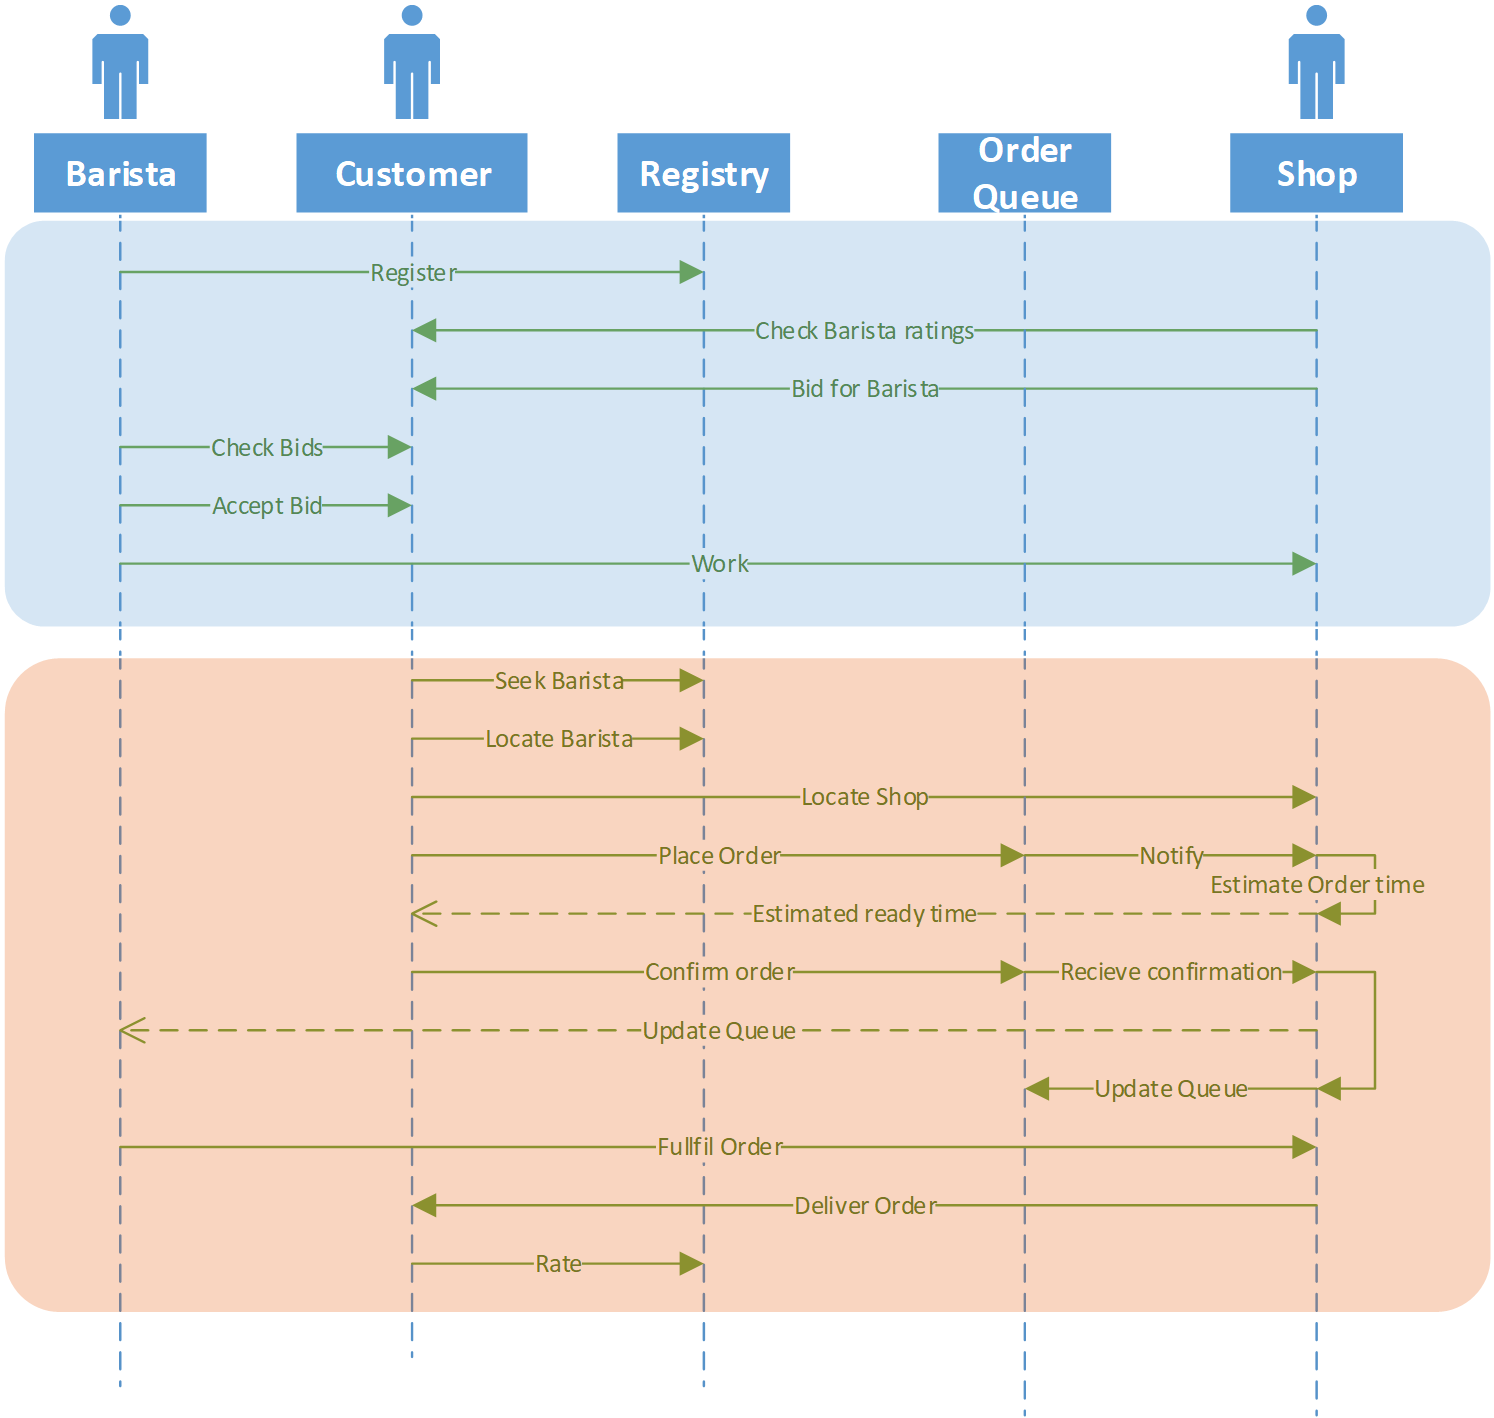 Barista
Customer
Registry
Order
Queue
Shop
Register
Check Barista ratings
Bid for Barista
Check Bids
Accept Bid
Work
Seek Barista
Locate Barista
Locate Shop
Place Order
Notify
Estimate Order time
Estimated ready time
Confirm order
Recieve confirmation
Update Queue
Update Queue
Fullfil Order
Deliver Order
Rate